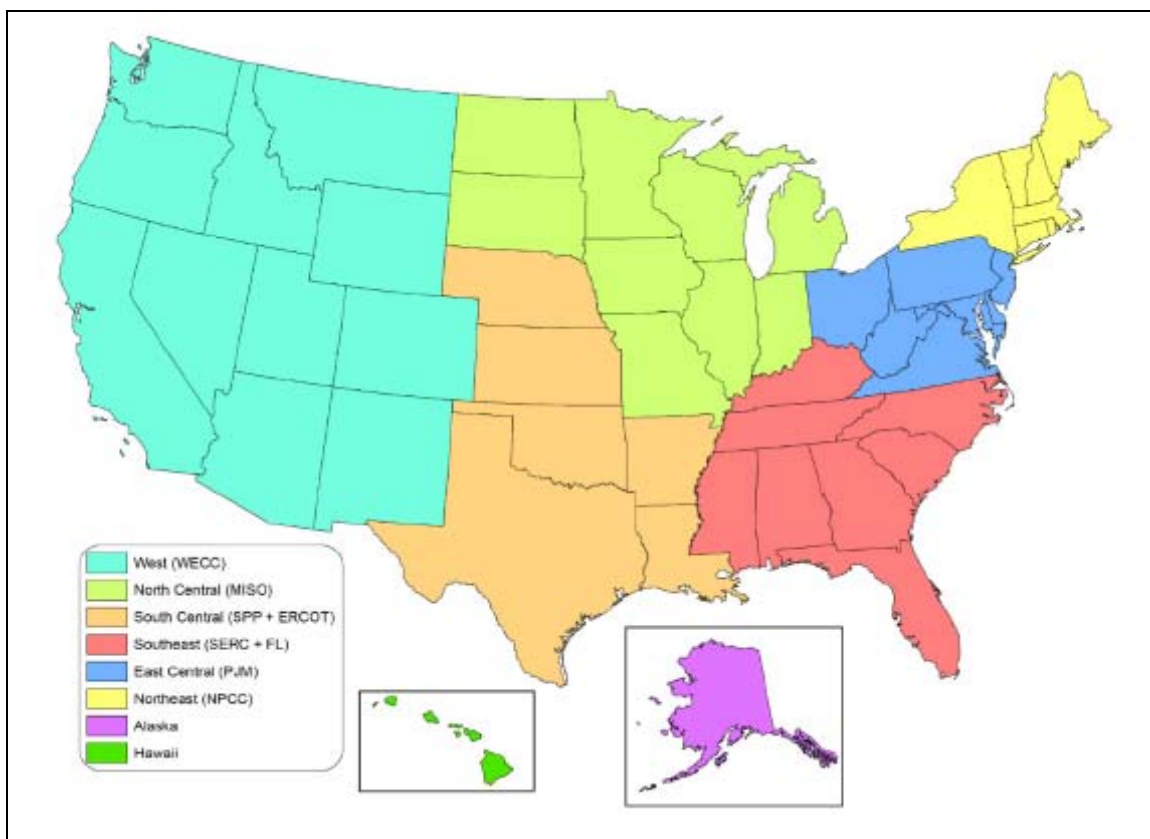 West (WECC)
North Central (MISO)
South Central (SPP + ERCOT)
Southeast (SERC + FL)
East Central (PJM)
Northeast (NPCC)
Alaska
Hawaii